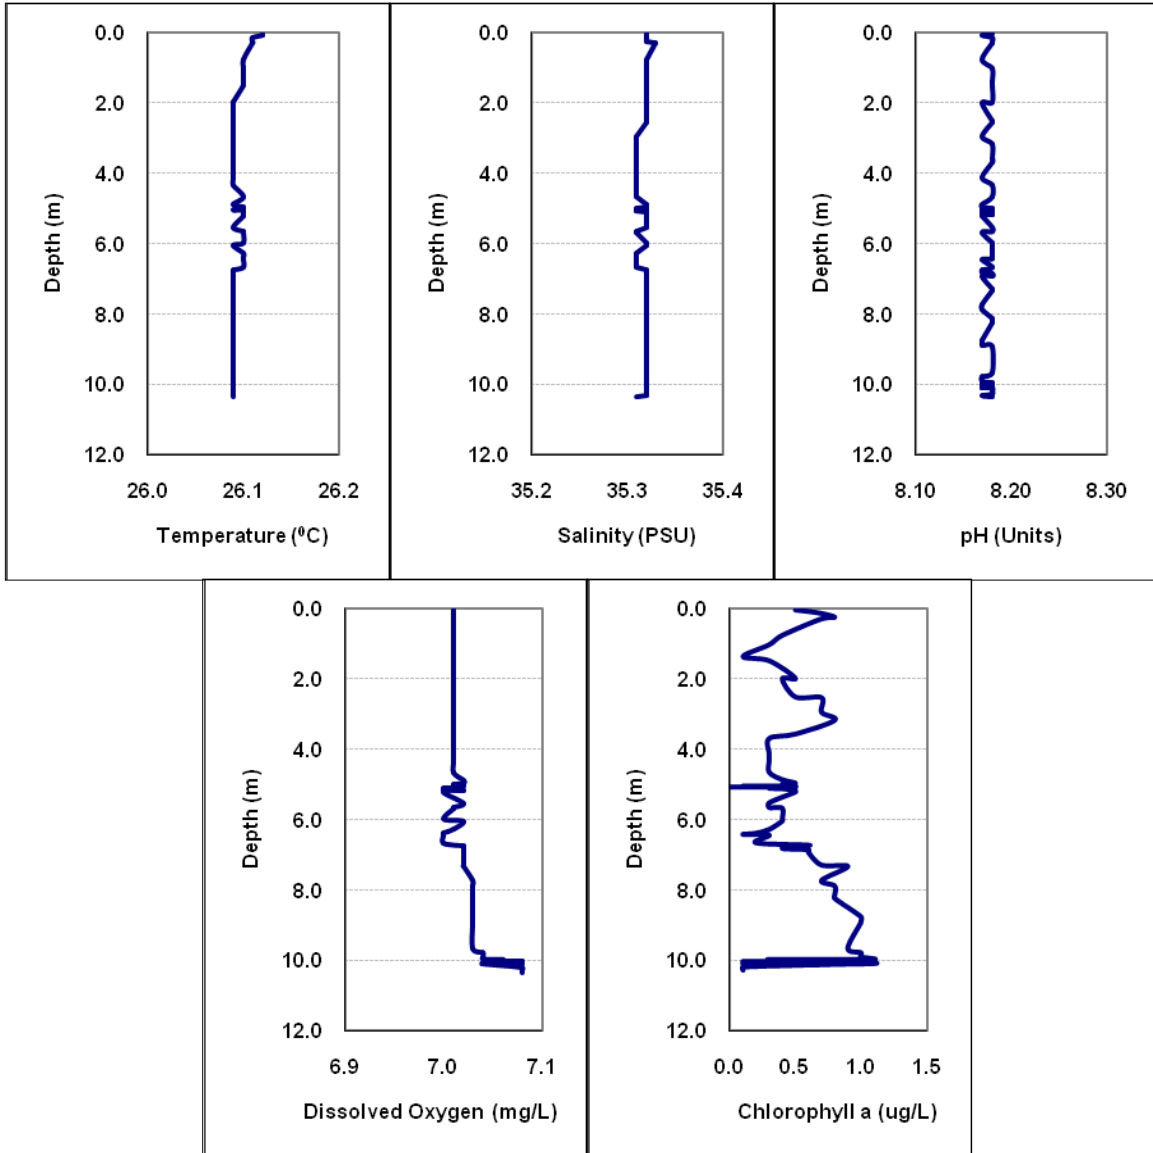 0.0
2.0
4.0
6.0
8.0
10.0
12.0
Depth (m)
26.0 26.1 26.2
Temperature (⁰C)
0.0
2.0
4.0
6.0
8.0
10.0
12.0
Depth (m)
35.2 35.3 35.4
Salinity (PSU)
0.0
2.0
4.0
6.0
8.0
10.0
12.0
Depth (m)
8.10 8.20 8.30
pH (Units)
0.0
2.0
4.0
6.0
8.0
10.0
12.0
Depth (m)
6.9 7.0 7.1
Dissolved Oxygen (mg/L)
0.0
2.0
4.0
6.0
8.0
10.0
12.0
Depth (m)
0.0 0.5 1.0 1.5
Chlorophyll a (ug/L)